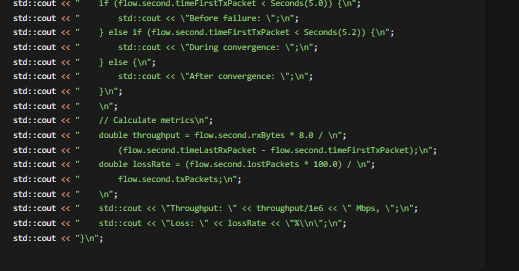 std::cout << "    if (flow.second.timeFirstTxPacket < Seconds(5.0)) {\n";
std::cout << "        std::cout << \"Before failure: \";\n";
std::cout << "    } else if (flow.second.timeFirstTxPacket < Seconds(5.2)) {\n";
std::cout << "        std::cout << \"During convergence: \";\n";
std::cout << "    } else {\n";
std::cout << "        std::cout << \"After convergence: \";\n";
std::cout << "    }\n";
std::cout << "    \n";
std::cout << "    // Calculate metrics\n";
std::cout << "    double throughput = flow.second.rxBytes * 8.0 / \n";
std::cout << "        (flow.second.timeLastRxPacket - flow.second.timeFirstTxPacket);\n";
std::cout << "    double lossRate = (flow.second.lostPackets * 100.0) / \n";
std::cout << "        flow.second.txPackets;\n";
std::cout << "    \n";
std::cout << "    std::cout << \"Throughput: \" << throughput/1e6 << \" Mbps, \";\n";
std::cout << "    std::cout << \"Loss: \" << lossRate << \"%\\n\";\n";
std::cout << "}\n";